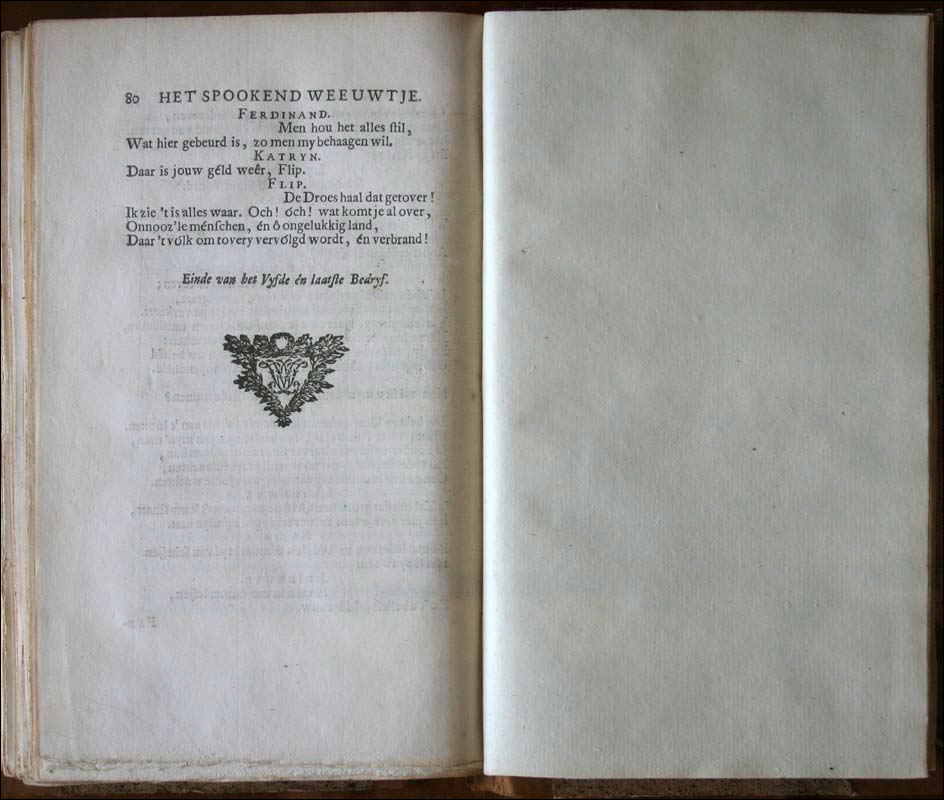 80 HET SPOOKEND WEEUWTJE.
FERDINAND.
Men hou het alles ſtil,
Wat hier gebeurd is, zo men my behaagen wil.
KATRYN.
Daar is jouw géld weêr, Flip.
FLIP.
De Droes haal dat getover!
Ik zie 't is alles waar. Och! óch! wat komt je al over,
Onnooz'le ménſchen, én ô ongelukkig land,
Daar 't vólk om tovery vervólgd wordt, én verbrand!
Einde van het Vyfde én laatſte Bedryf.